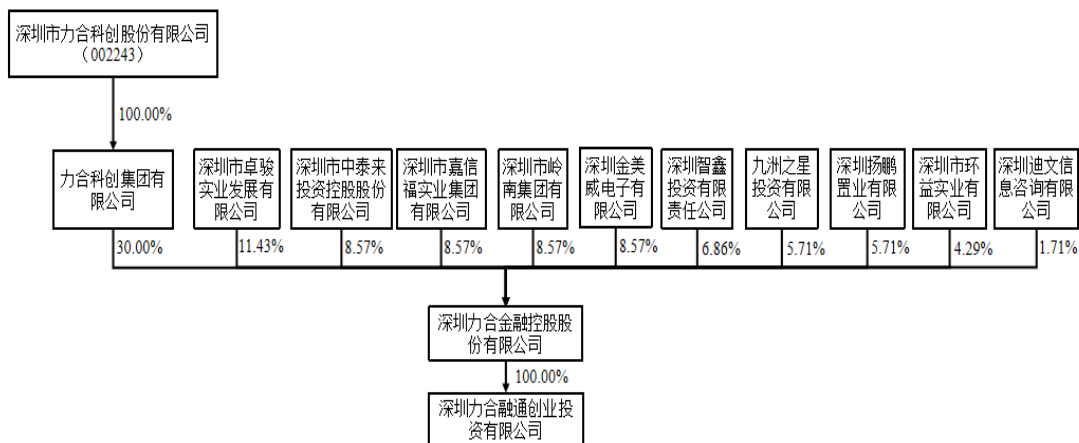 深圳市力合科创股份有限公司
（002243）
100.00%
力合科创集团有
限公司
深圳市卓骏
实业发展有
限公司
深圳市中泰来
投资控股股份
有限公司
深圳市嘉信
福实业集团
有限公司
深圳市岭
南集团有
限公司
深圳金美
威电子有
限公司
深圳智鑫
投资有限
责任公司
九洲之星
投资有限
公司
深圳扬鹏
置业有限
公司
深圳市环
益实业有
限公司
深圳迪文信
息咨询有限
公司
30.00%
11.43%
8.57%
8.57%
8.57%
8.57%
6.86%
5.71%
5.71%
4.29%
1.71%
深圳力合金融控股股
份有限公司
100.00%
深圳力合融通创业投
资有限公司